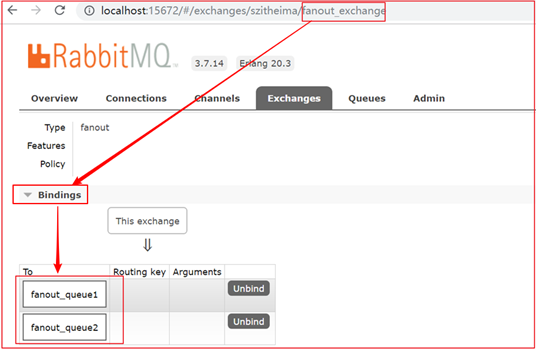 localhost:15672/#/exchanges/szitheima/fanout_exchange
RabbitMQ 3.7.14 Erlang 20.3
Overview Connections Channels Exchanges Queues Admin
Type fanout
Features
Policy
Bindings
This exchange
⇓
To Routing key Arguments
fanout_queue1 Unbind
fanout_queue2 Unbind